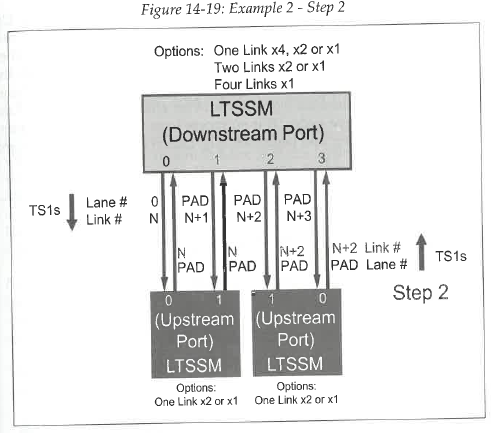 Figure 14-19: Example 2 - Step 2
Options: One Link x4, x2 or x1
Two Links x2 or x1
Four Links x1
LTSSM
(Downstream Port)
0 1 2 3
TS1s Lane # 0 PAD PAD PAD
Link # N N+1 N+2 N+3
N N N+2 N+2 Link #
PAD PAD PAD PAD Lane # TS1s
Step 2
0 1 1 0
(Upstream (Upstream
Port) Port)
LTSSM LTSSM
Options: Options:
One Link x2 or x1 One Link x2 or x1